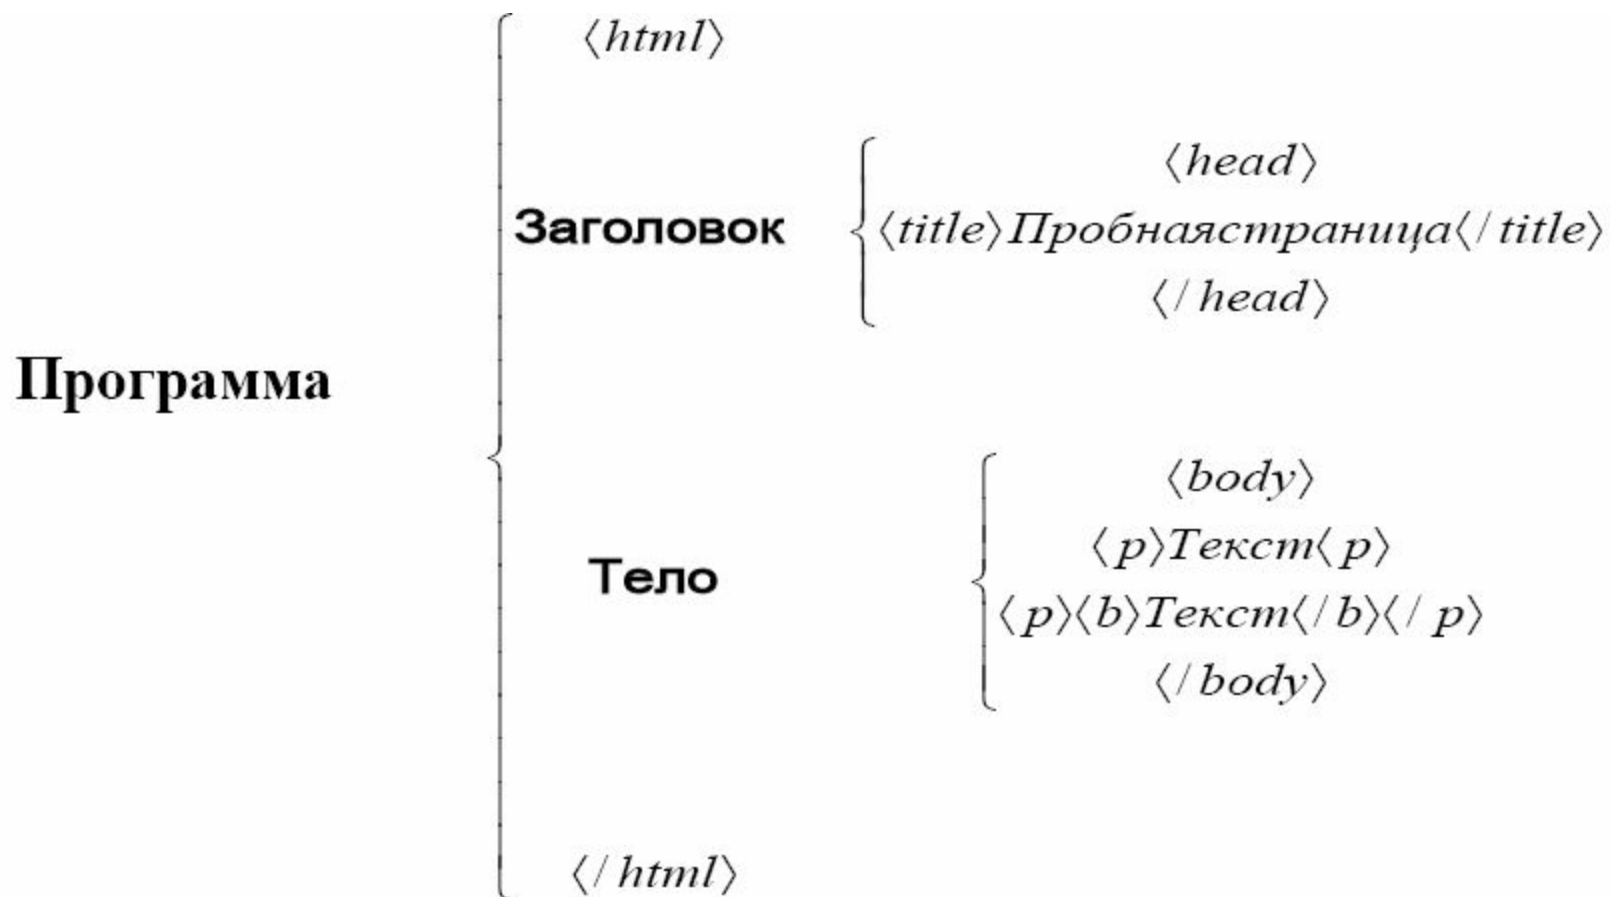 ⟨html⟩
⟨head⟩
Заголовок ⟨title⟩Пробнаястраница⟨/ title⟩
⟨/ head⟩
Программа
⟨body⟩
⟨p⟩Текст⟨p⟩
Тело
⟨p⟩⟨b⟩Текст⟨/ b⟩⟨/ p⟩
⟨/ body⟩
⟨/ html⟩